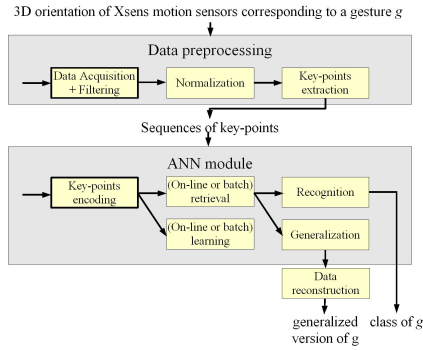 3D orientation of Xsens motion sensors corresponding to a gesture g
Data preprocessing
Data Acquisition
+ Filtering
Normalization
Key-points
extraction
Sequences of key-points
ANN module
Key-points
encoding
(On-line or batch)
retrieval
Recognition
(On-line or batch)
learning
Generalization
Data
reconstruction
generalized
version of g
class of g